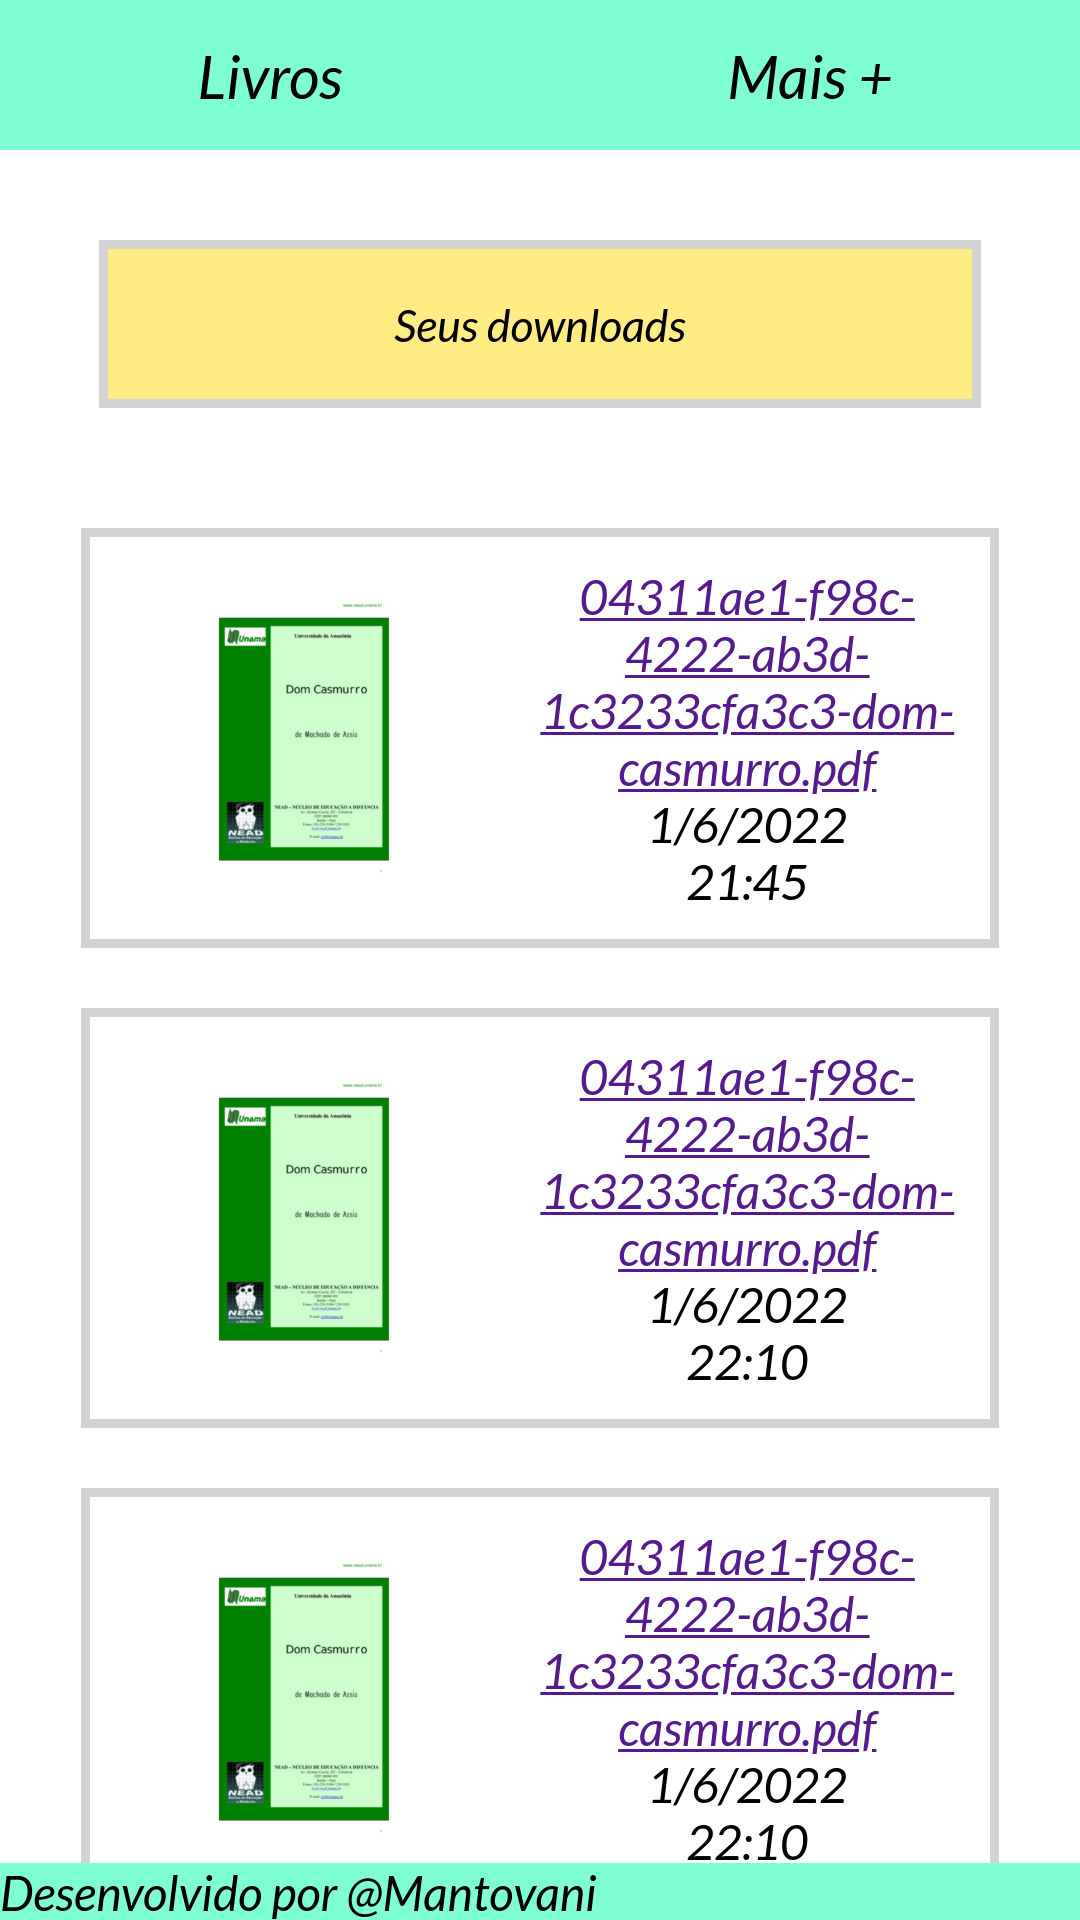 Livros
Mais +
Seus downloads
www.nead.unama.br
Unama
Universidade da Amazônia
Dom Casmurro
de Machado de Assis
NEAD – NÚCLEO DE EDUCAÇÃO A DISTÂNCIA
NEAD
04311ae1-f98c-
4222-ab3d-
1c3233cfa3c3-dom-
casmurro.pdf
1/6/2022
21:45
www.nead.unama.br
Unama
Universidade da Amazônia
Dom Casmurro
de Machado de Assis
NEAD – NÚCLEO DE EDUCAÇÃO A DISTÂNCIA
NEAD
04311ae1-f98c-
4222-ab3d-
1c3233cfa3c3-dom-
casmurro.pdf
1/6/2022
22:10
www.nead.unama.br
Unama
Universidade da Amazônia
Dom Casmurro
de Machado de Assis
NEAD – NÚCLEO DE EDUCAÇÃO A DISTÂNCIA
NEAD
04311ae1-f98c-
4222-ab3d-
1c3233cfa3c3-dom-
casmurro.pdf
1/6/2022
22:10
Desenvolvido por @Mantovani